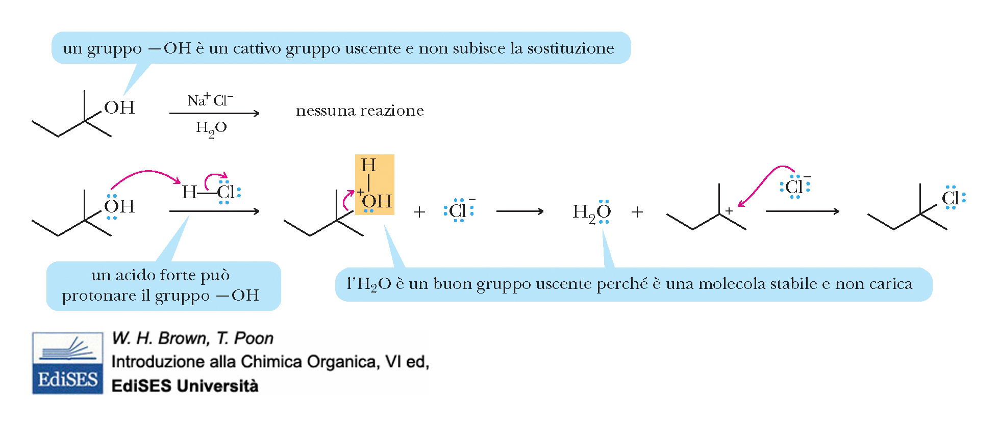 un gruppo —OH è un cattivo gruppo uscente e non subisce la sostituzione
OH
Na⁺ Cl⁻
H₂O
nessuna reazione
OH
H—Cl
H
+
OH
+
Cl⁻
H₂O
+
+
Cl⁻
Cl
un acido forte può
protonare il gruppo —OH
l’H₂O è un buon gruppo uscente perché è una molecola stabile e non carica
EdiSES
W. H. Brown, T. Poon
Introduzione alla Chimica Organica, VI ed,
EdiSES Università